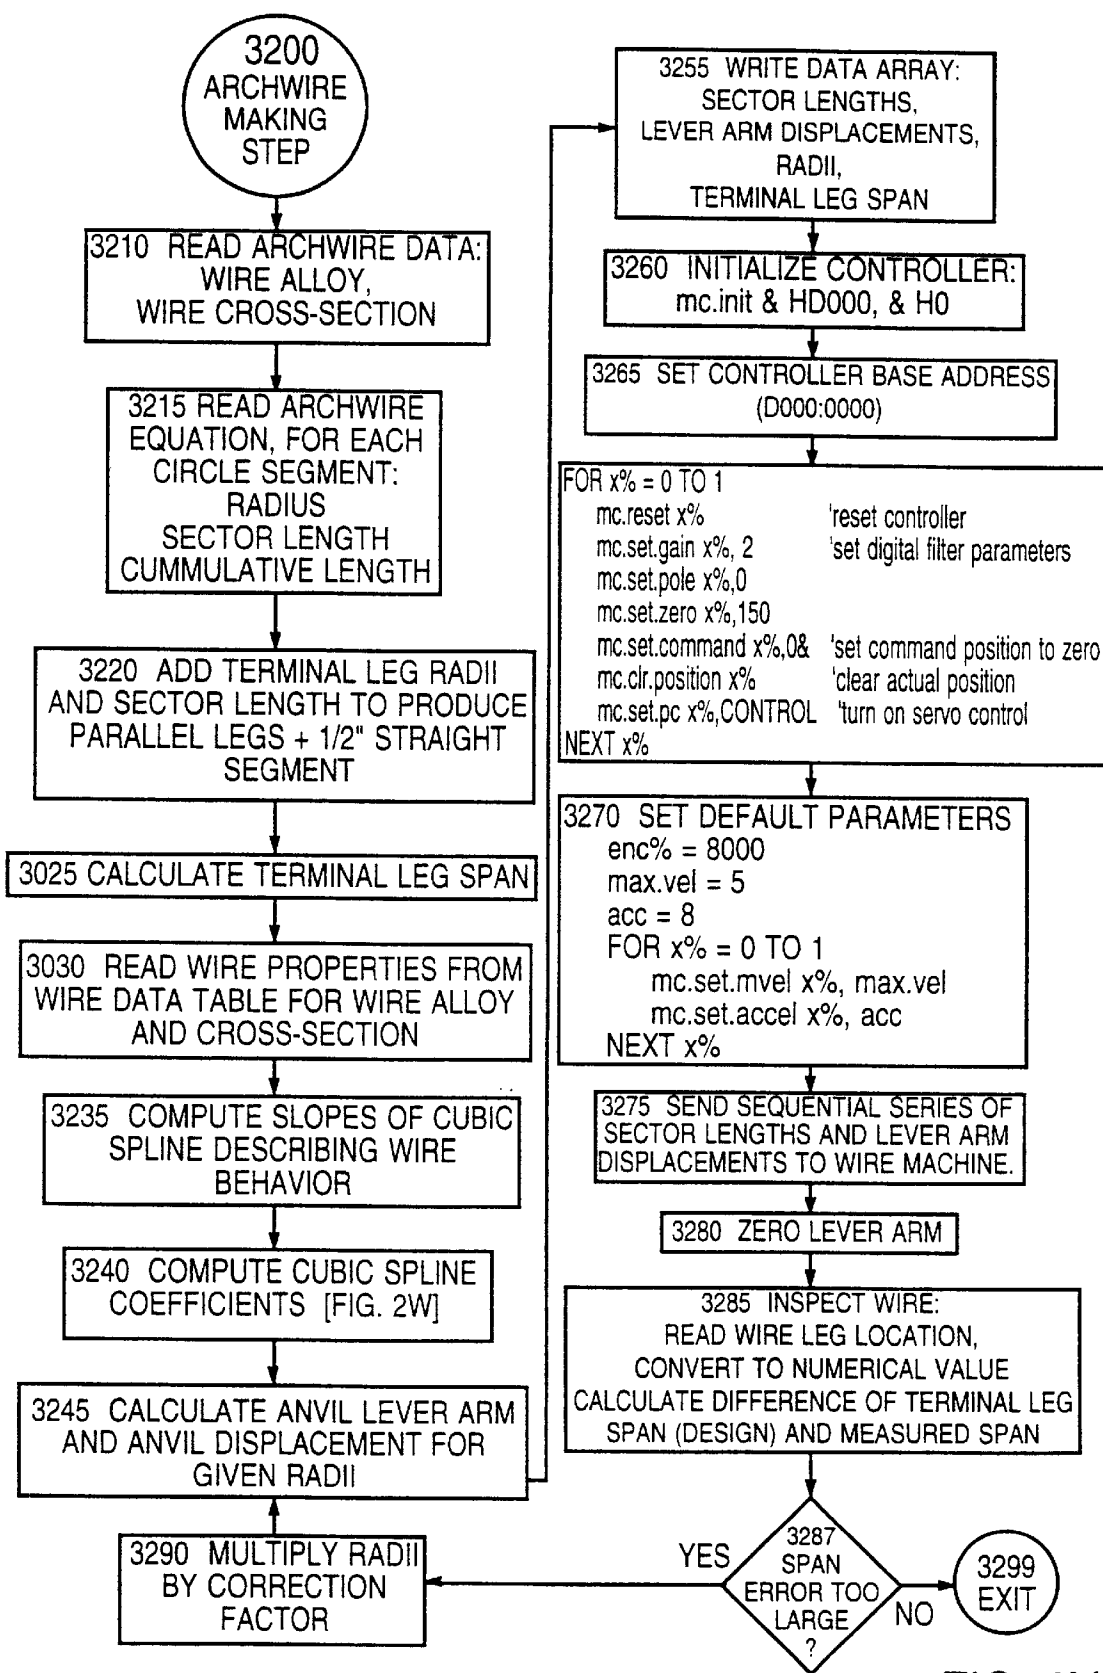 3200
ARCHWIRE
MAKING
STEP
3210 READ ARCHWIRE DATA:
WIRE ALLOY,
WIRE CROSS-SECTION
3215 READ ARCHWIRE
EQUATION, FOR EACH
CIRCLE SEGMENT:
RADIUS
SECTOR LENGTH
CUMMULATIVE LENGTH
3220 ADD TERMINAL LEG RADII
AND SECTOR LENGTH TO PRODUCE
PARALLEL LEGS + 1/2" STRAIGHT
SEGMENT
3025 CALCULATE TERMINAL LEG SPAN
3030 READ WIRE PROPERTIES FROM
WIRE DATA TABLE FOR WIRE ALLOY
AND CROSS-SECTION
3235 COMPUTE SLOPES OF CUBIC
SPLINE DESCRIBING WIRE
BEHAVIOR
3240 COMPUTE CUBIC SPLINE
COEFFICIENTS [FIG. 2W]
3245 CALCULATE ANVIL LEVER ARM
AND ANVIL DISPLACEMENT FOR
GIVEN RADII
3290 MULTIPLY RADII
BY CORRECTION
FACTOR
3255 WRITE DATA ARRAY:
SECTOR LENGTHS,
LEVER ARM DISPLACEMENTS,
RADII,
TERMINAL LEG SPAN
3260 INITIALIZE CONTROLLER:
mc.init & HD000, & H0
3265 SET CONTROLLER BASE ADDRESS
(D000:0000)
FOR x% = 0 TO 1
mc.reset x% 'reset controller
mc.set.gain x%, 2 'set digital filter parameters
mc.set.pole x%,0
mc.set.zero x%,150
mc.set.command x%,0& 'set command position to zero
mc.clr.position x% 'clear actual position
mc.set.pc x%,CONTROL 'turn on servo control
NEXT x%
3270 SET DEFAULT PARAMETERS
enc% = 8000
max.vel = 5
acc = 8
FOR x% = 0 TO 1
mc.set.mvel x%, max.vel
mc.set.accel x%, acc
NEXT x%
3275 SEND SEQUENTIAL SERIES OF
SECTOR LENGTHS AND LEVER ARM
DISPLACEMENTS TO WIRE MACHINE.
3280 ZERO LEVER ARM
3285 INSPECT WIRE:
READ WIRE LEG LOCATION,
CONVERT TO NUMERICAL VALUE
CALCULATE DIFFERENCE OF TERMINAL LEG
SPAN (DESIGN) AND MEASURED SPAN
3287
SPAN
ERROR TOO
LARGE
?
YES
NO
3299
EXIT